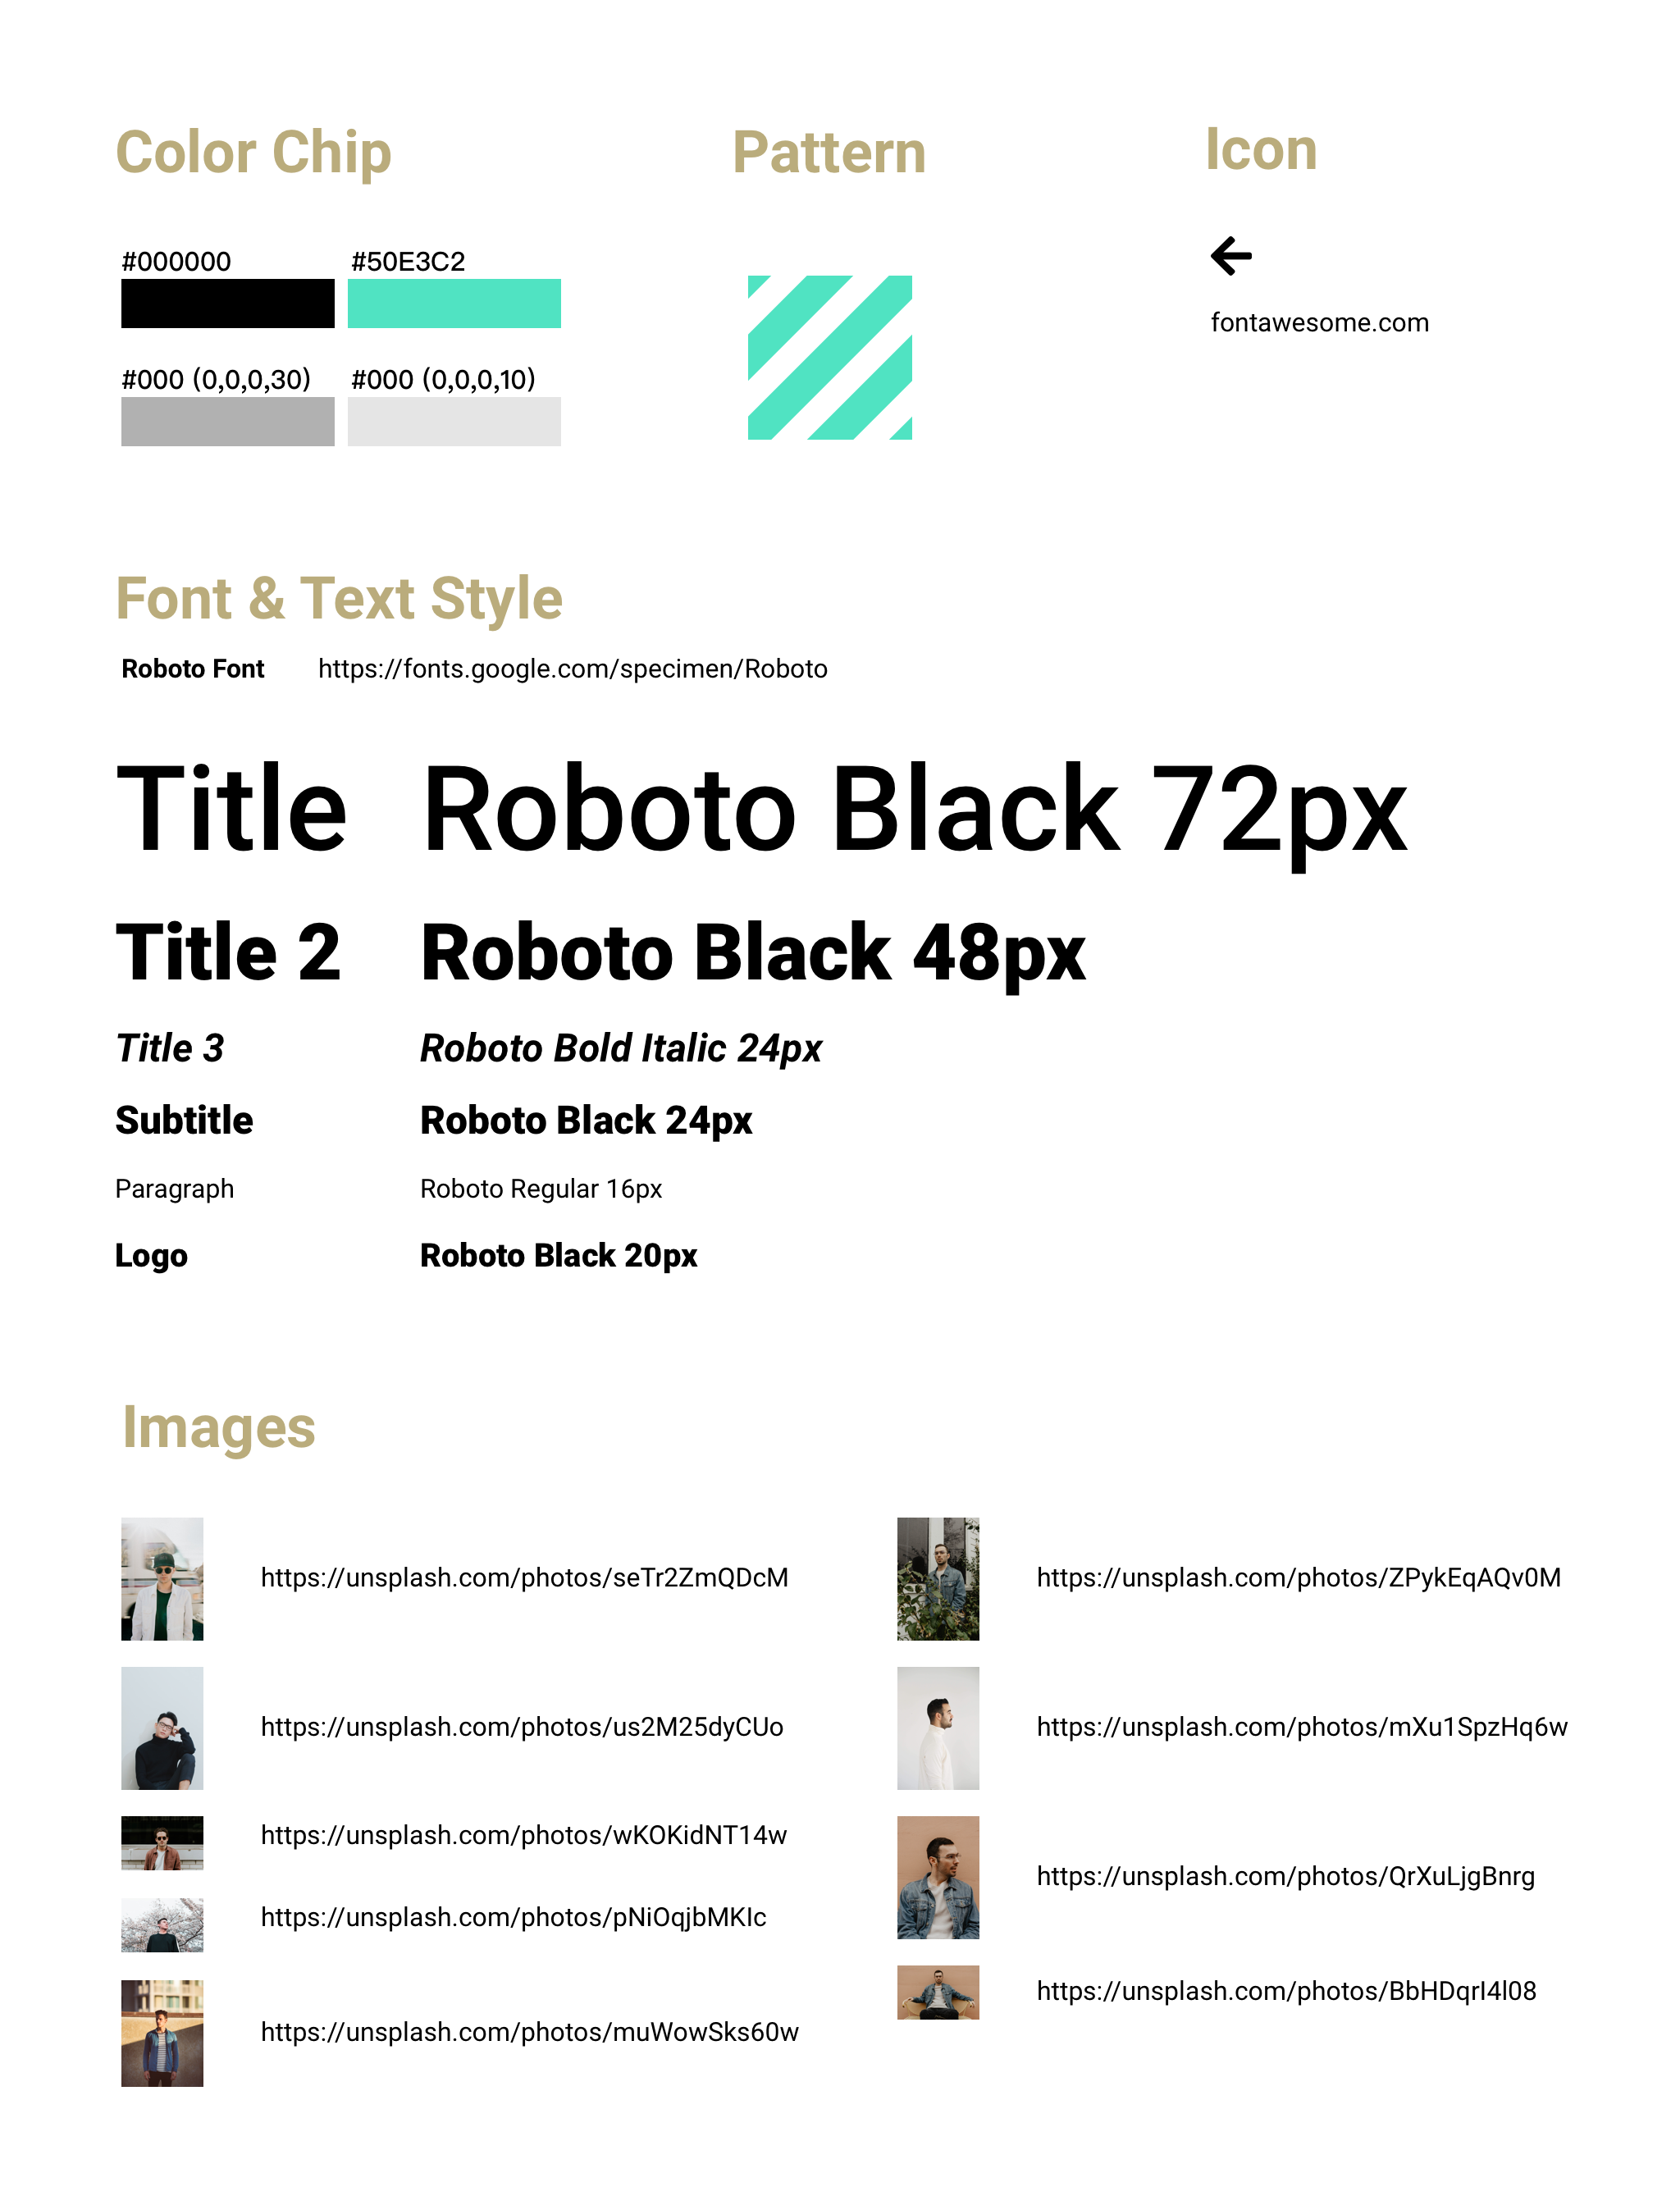 Color Chip
Pattern
Icon
#000000
#50E3C2
#000 (0,0,0,30)
#000 (0,0,0,10)
fontawesome.com
Font & Text Style
Roboto Font https://fonts.google.com/specimen/Roboto
Title Roboto Black 72px
Title 2 Roboto Black 48px
Title 3 Roboto Bold Italic 24px
Subtitle Roboto Black 24px
Paragraph Roboto Regular 16px
Logo Roboto Black 20px
Images
https://unsplash.com/photos/seTr2ZmQDcM
https://unsplash.com/photos/us2M25dyCUo
https://unsplash.com/photos/wKOKidNT14w
https://unsplash.com/photos/pNiOqjbMKIc
https://unsplash.com/photos/muWowSks60w
https://unsplash.com/photos/ZPykEqAQv0M
https://unsplash.com/photos/mXu1SpzHq6w
https://unsplash.com/photos/QrXuLjgBnrg
https://unsplash.com/photos/BbHDqrI4l08